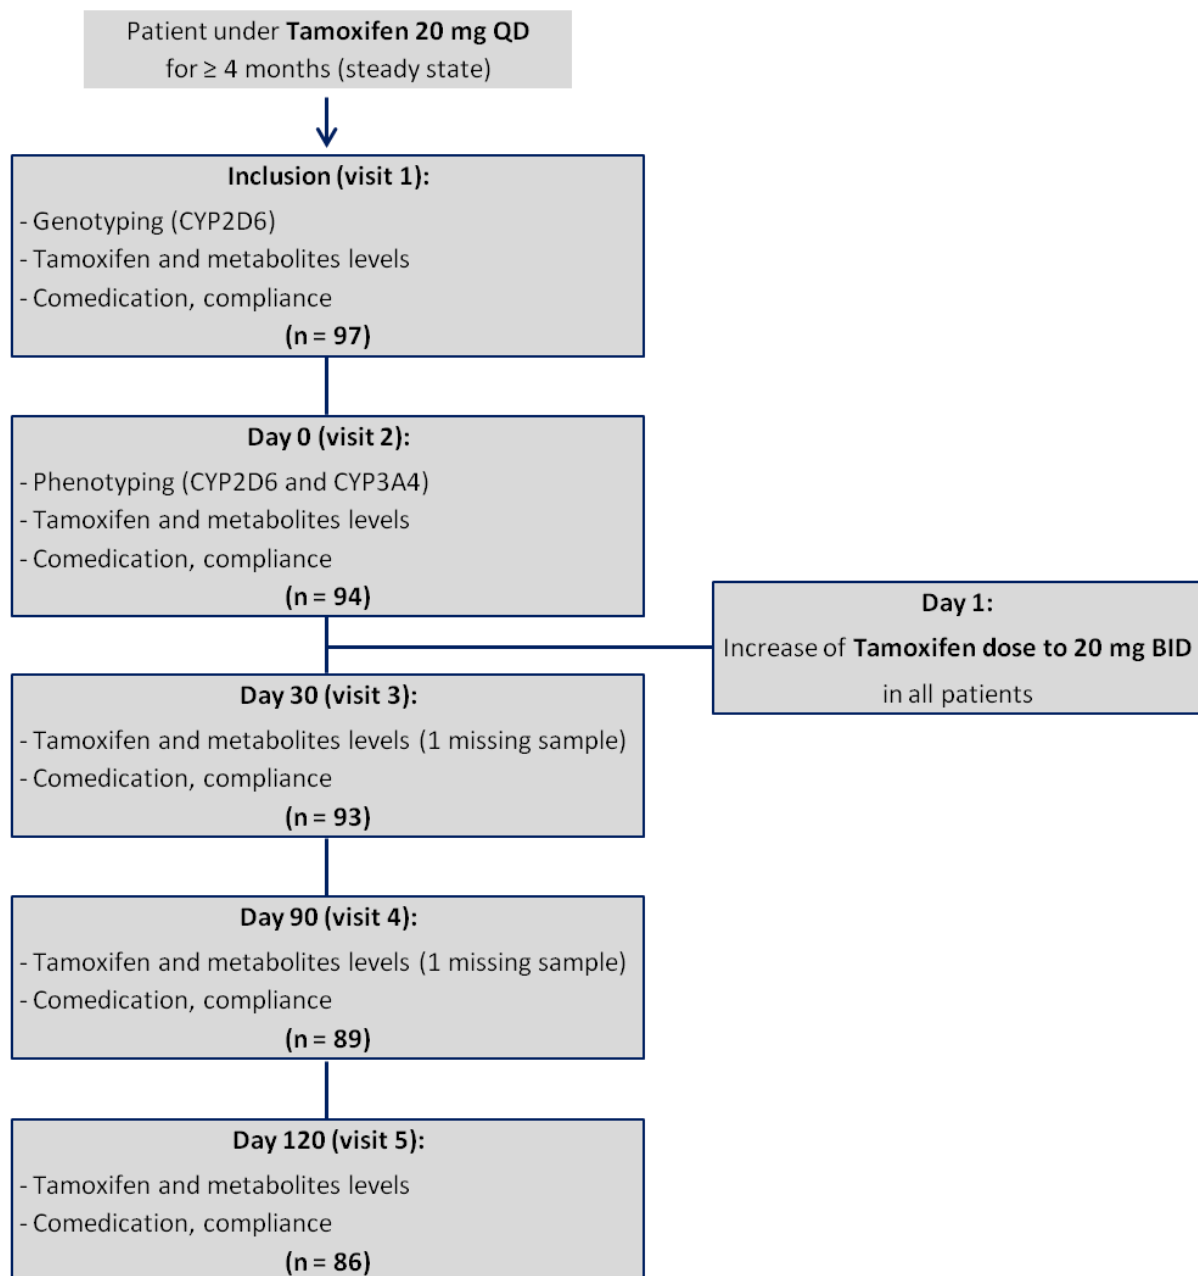 Patient under Tamoxifen 20 mg QD
for ≥ 4 months (steady state)
Inclusion (visit 1):
- Genotyping (CYP2D6)
- Tamoxifen and metabolites levels
- Comedication, compliance
(n = 97)
Day 0 (visit 2):
- Phenotyping (CYP2D6 and CYP3A4)
- Tamoxifen and metabolites levels
- Comedication, compliance
(n = 94)
Day 1:
Increase of Tamoxifen dose to 20 mg BID
in all patients
Day 30 (visit 3):
- Tamoxifen and metabolites levels (1 missing sample)
- Comedication, compliance
(n = 93)
Day 90 (visit 4):
- Tamoxifen and metabolites levels (1 missing sample)
- Comedication, compliance
(n = 89)
Day 120 (visit 5):
- Tamoxifen and metabolites levels
- Comedication, compliance
(n = 86)